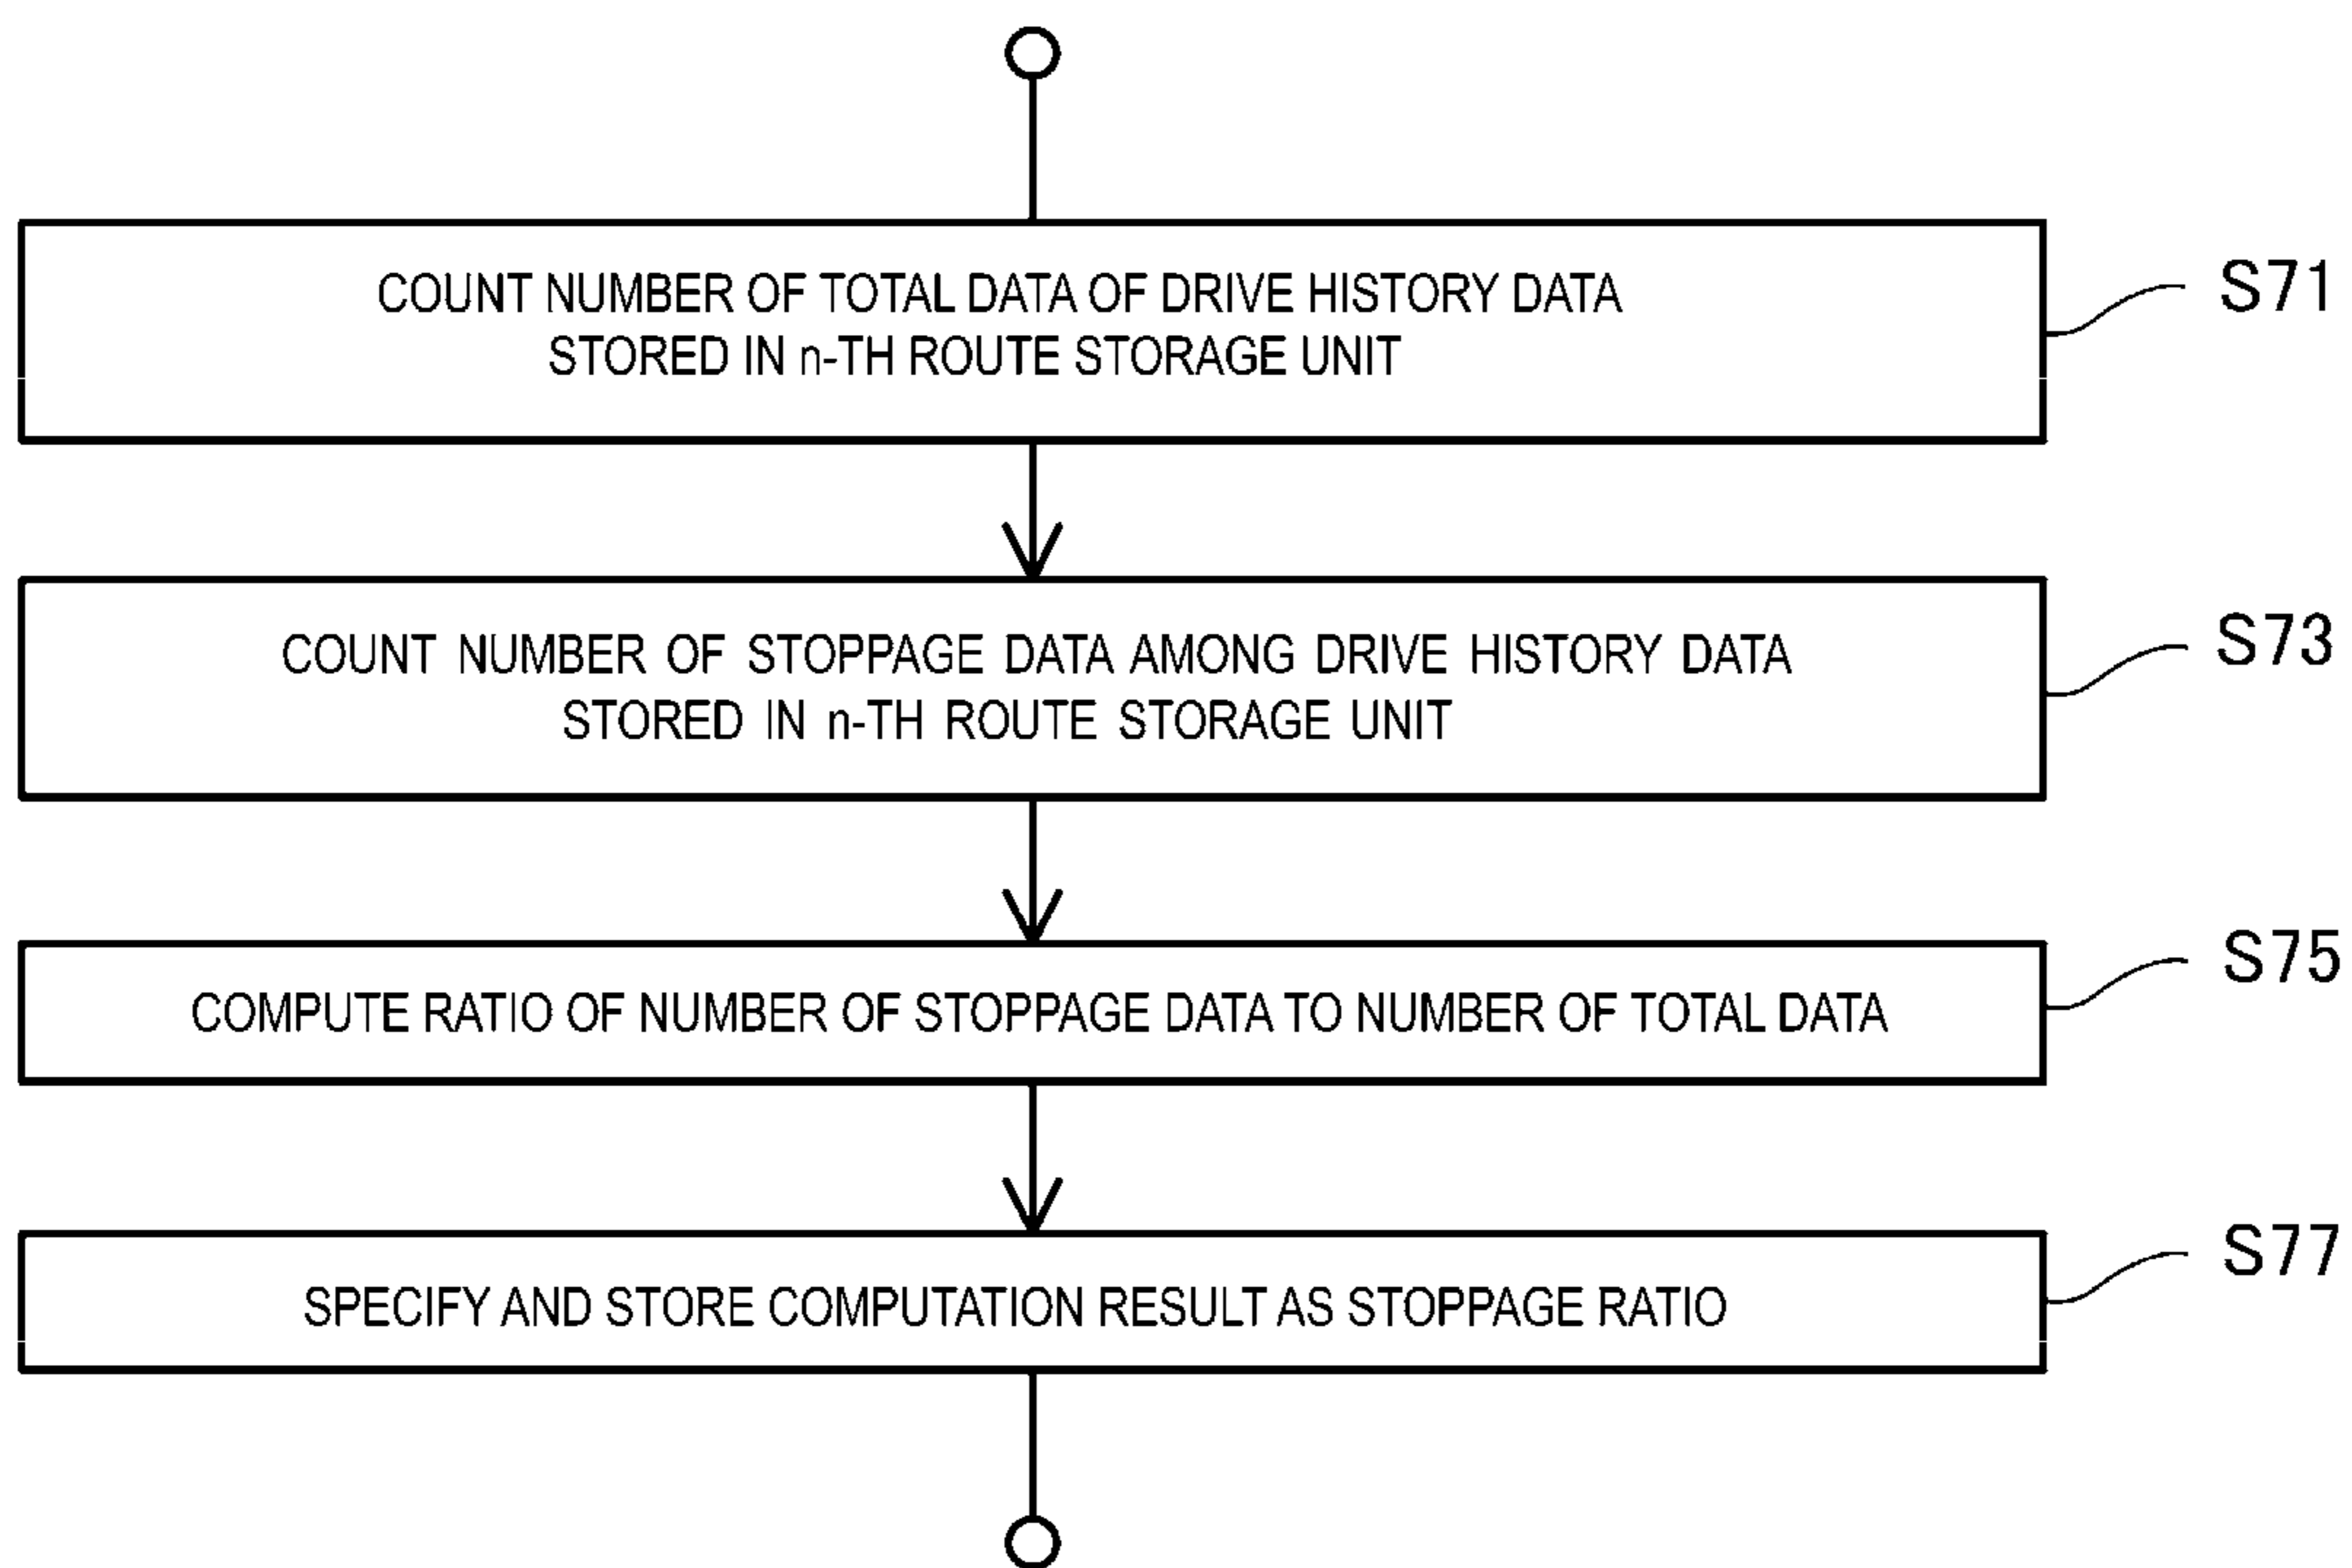 COUNT NUMBER OF TOTAL DATA OF DRIVE HISTORY DATA
STORED IN n-TH ROUTE STORAGE UNIT
S71
COUNT NUMBER OF STOPPAGE DATA AMONG DRIVE HISTORY DATA
STORED IN n-TH ROUTE STORAGE UNIT
S73
COMPUTE RATIO OF NUMBER OF STOPPAGE DATA TO NUMBER OF TOTAL DATA
S75
SPECIFY AND STORE COMPUTATION RESULT AS STOPPAGE RATIO
S77